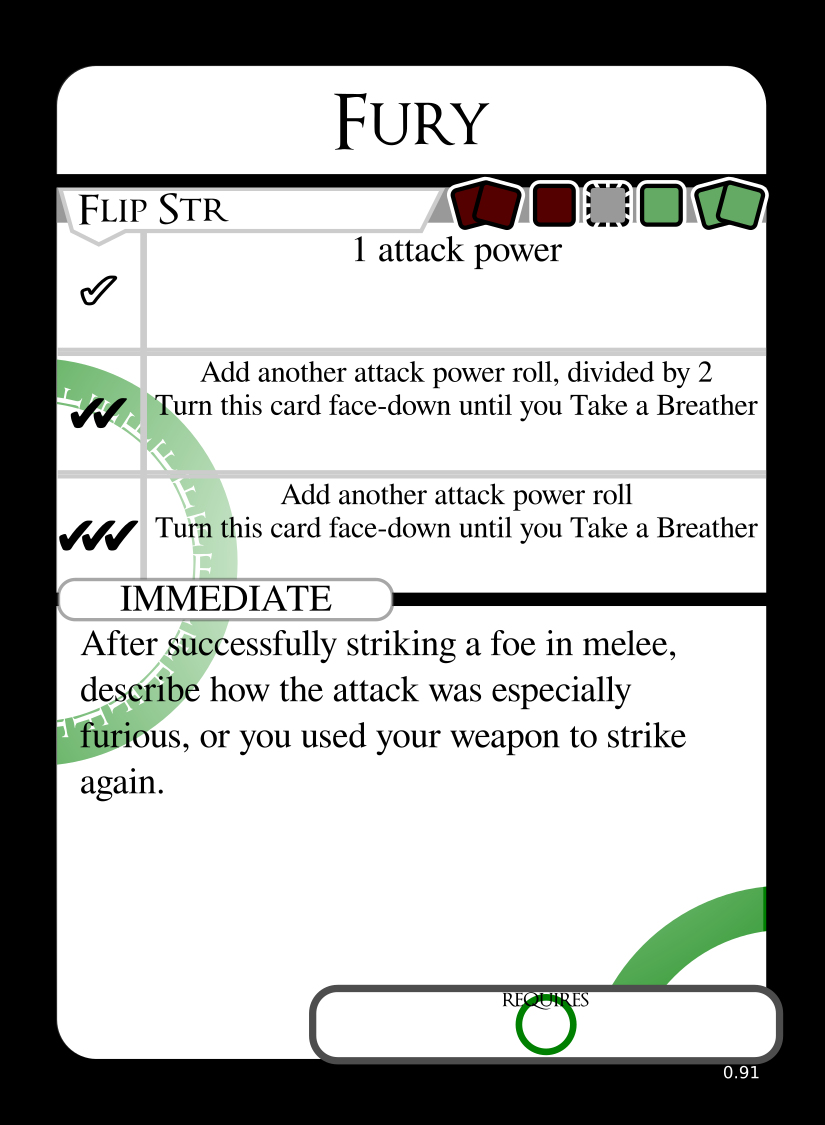 FURY
FLIP STR
1 attack power
Add another attack power roll, divided by 2
Turn this card face-down until you Take a Breather
Add another attack power roll
Turn this card face-down until you Take a Breather
IMMEDIATE
After successfully striking a foe in melee,
describe how the attack was especially
furious, or you used your weapon to strike
again.
REQUIRES
0.91